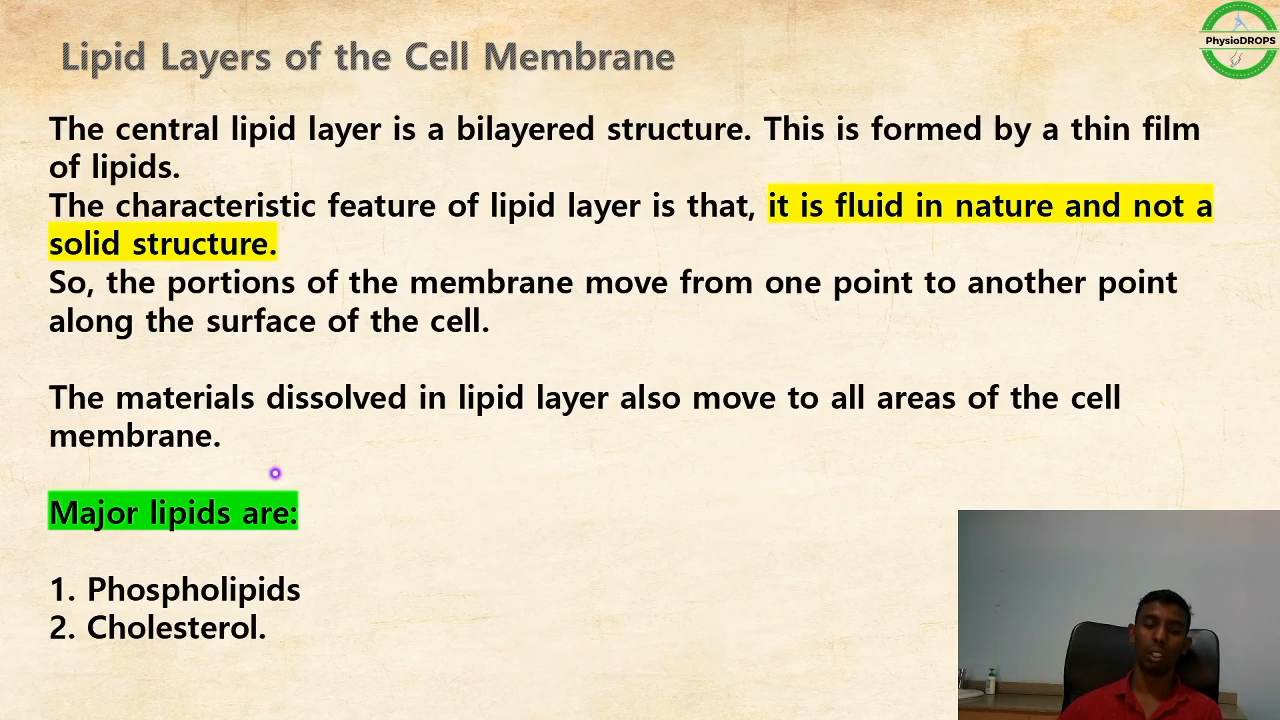 Lipid Layers of the Cell Membrane
PhysioDROPS
The central lipid layer is a bilayered structure. This is formed by a thin film
of lipids.
The characteristic feature of lipid layer is that, it is fluid in nature and not a
solid structure.
So, the portions of the membrane move from one point to another point
along the surface of the cell.
The materials dissolved in lipid layer also move to all areas of the cell
membrane.
Major lipids are:
1. Phospholipids
2. Cholesterol.